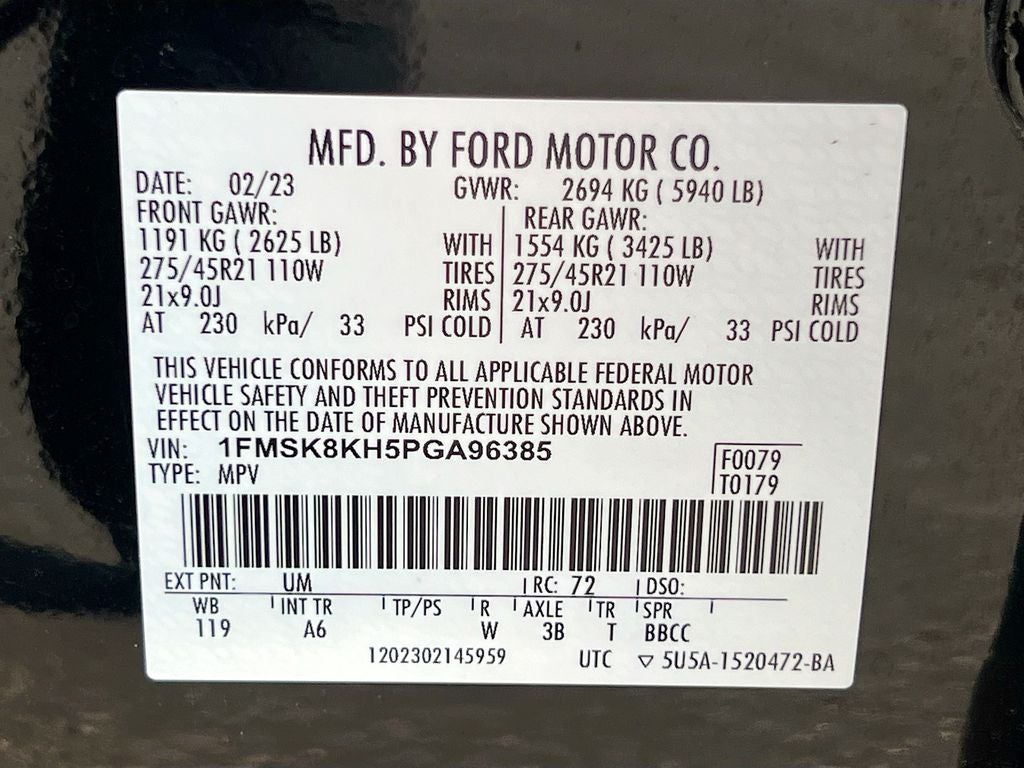 MFD. BY FORD MOTOR CO.
DATE: 02/23 GVWR: 2694 KG ( 5940 LB)
FRONT GAWR: REAR GAWR:
1191 KG ( 2625 LB) WITH 1554 KG ( 3425 LB) WITH
275/45R21 110W TIRES 275/45R21 110W TIRES
21x9.0J RIMS 21x9.0J RIMS
AT 230 kPa/ 33 PSI COLD AT 230 kPa/ 33 PSI COLD
THIS VEHICLE CONFORMS TO ALL APPLICABLE FEDERAL MOTOR
VEHICLE SAFETY AND THEFT PREVENTION STANDARDS IN
EFFECT ON THE DATE OF MANUFACTURE SHOWN ABOVE.
VIN: 1FMSK8KH5PGA96385
F0079
TYPE: MPV
T0179
EXT PNT: UM RC: 72 DSO:
WB INT TR TP/PS R AXLE TR SPR
119 A6 W 3B T BBCC
1202302145959 UTC ▽ 5U5A-1520472-BA